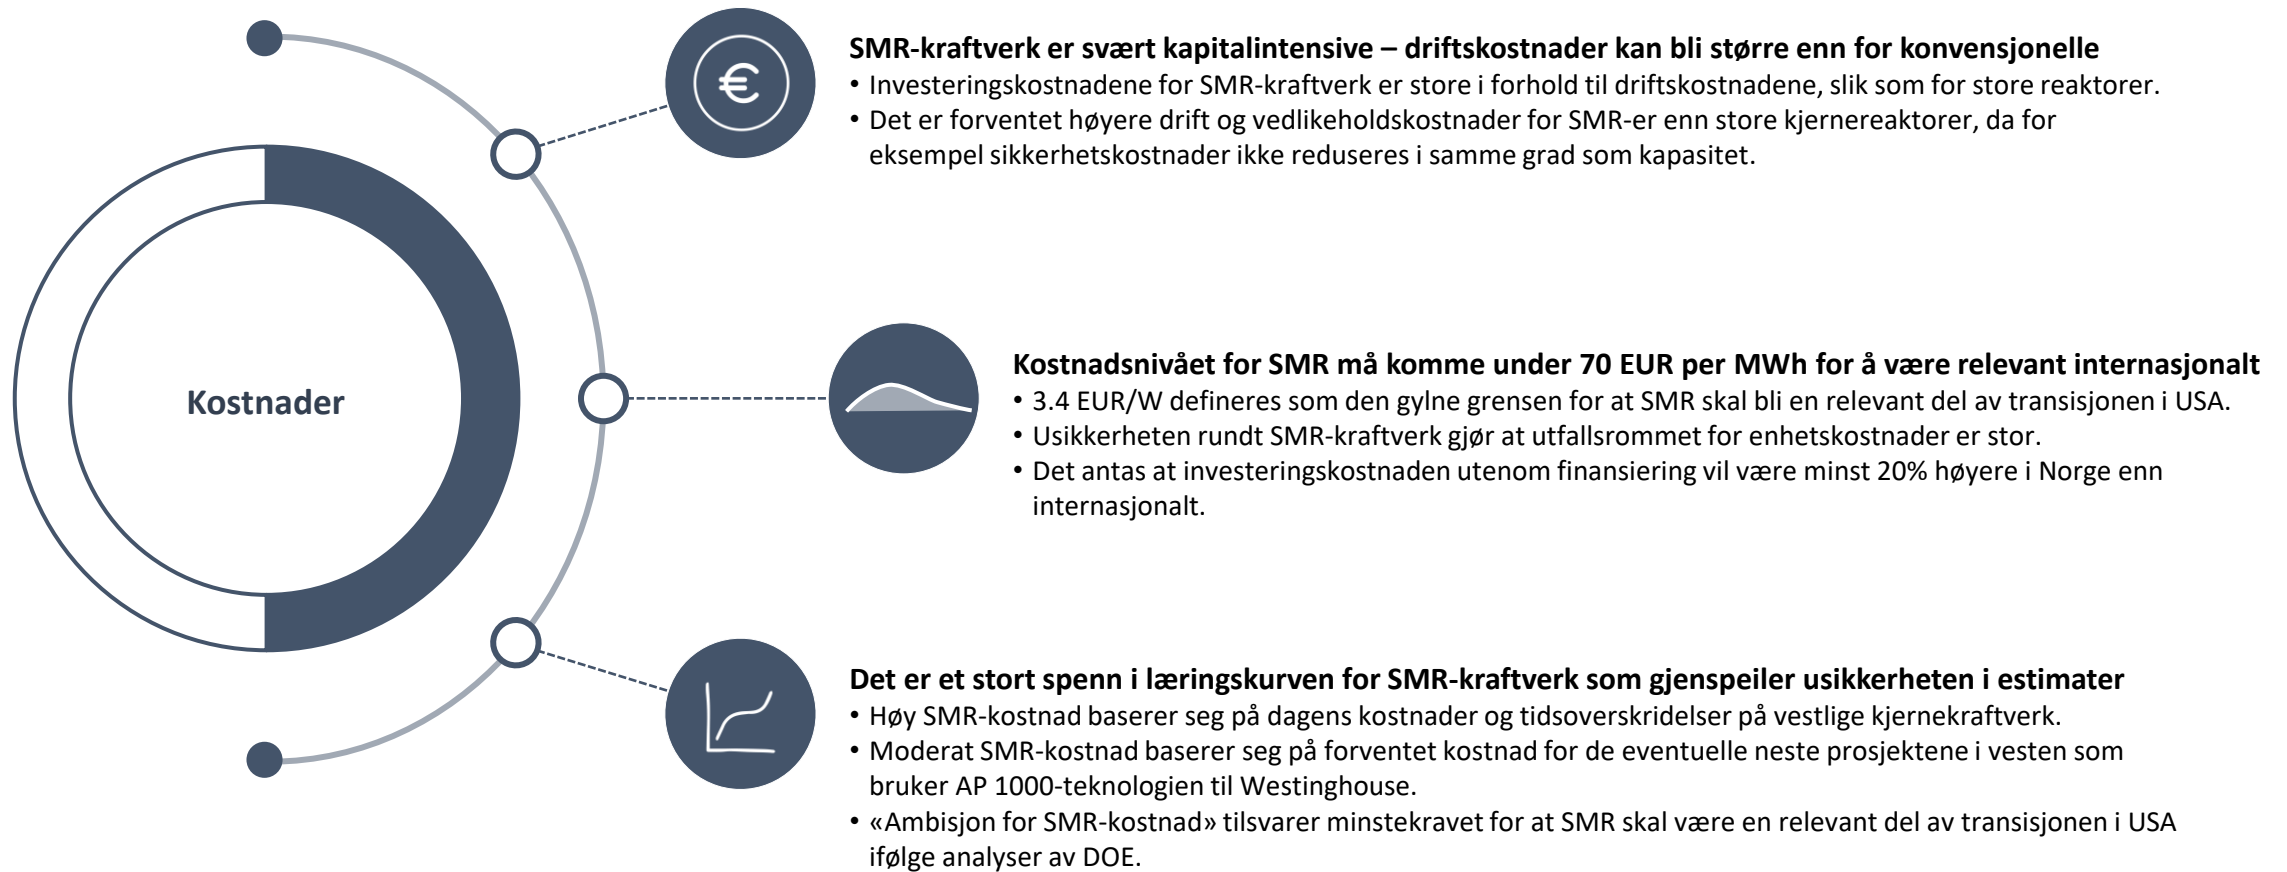 Kostnader
SMR-kraftverk er svært kapitalintensive – driftskostnader kan bli større enn for konvensjonelle
• Investeringskostnadene for SMR-kraftverk er store i forhold til driftskostnadene, slik som for store reaktorer.
• Det er forventet høyere drift og vedlikeholdskostnader for SMR-er enn store kjernereaktorer, da for
eksempel sikkerhetskostnader ikke reduseres i samme grad som kapasitet.
Kostnadsnivået for SMR må komme under 70 EUR per MWh for å være relevant internasjonalt
• 3.4 EUR/W defineres som den gylne grensen for at SMR skal bli en relevant del av transisjonen i USA.
• Usikkerheten rundt SMR-kraftverk gjør at utfallsrommet for enhetskostnader er stor.
• Det antas at investeringskostnaden utenom finansiering vil være minst 20% høyere i Norge enn
internasjonalt.
Det er et stort spenn i læringskurven for SMR-kraftverk som gjenspeiler usikkerheten i estimater
• Høy SMR-kostnad baserer seg på dagens kostnader og tidsoverskridelser på vestlige kjernekraftverk.
• Moderat SMR-kostnad baserer seg på forventet kostnad for de eventuelle neste prosjektene i vesten som
bruker AP 1000-teknologien til Westinghouse.
• «Ambisjon for SMR-kostnad» tilsvarer minstekravet for at SMR skal være en relevant del av transisjonen i USA
ifølge analyser av DOE.